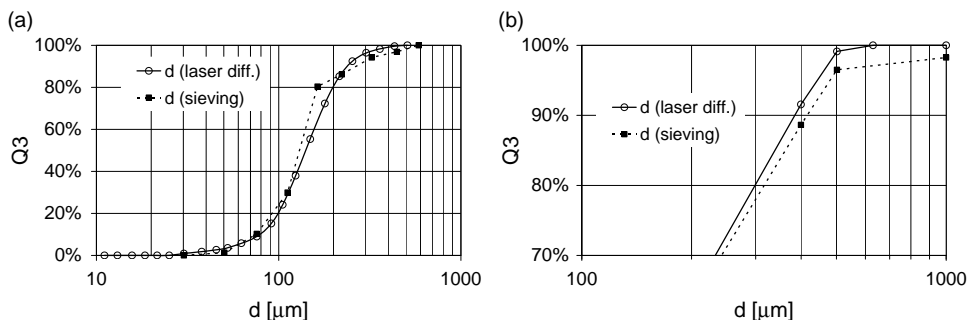 (a)
100%
80%
60%
40%
20%
0%
Q3
d (laser diff.)
d (sieving)
10
100
1000
d [μm]
(b)
100%
90%
80%
70%
Q3
d (laser diff.)
d (sieving)
100
1000
d [μm]